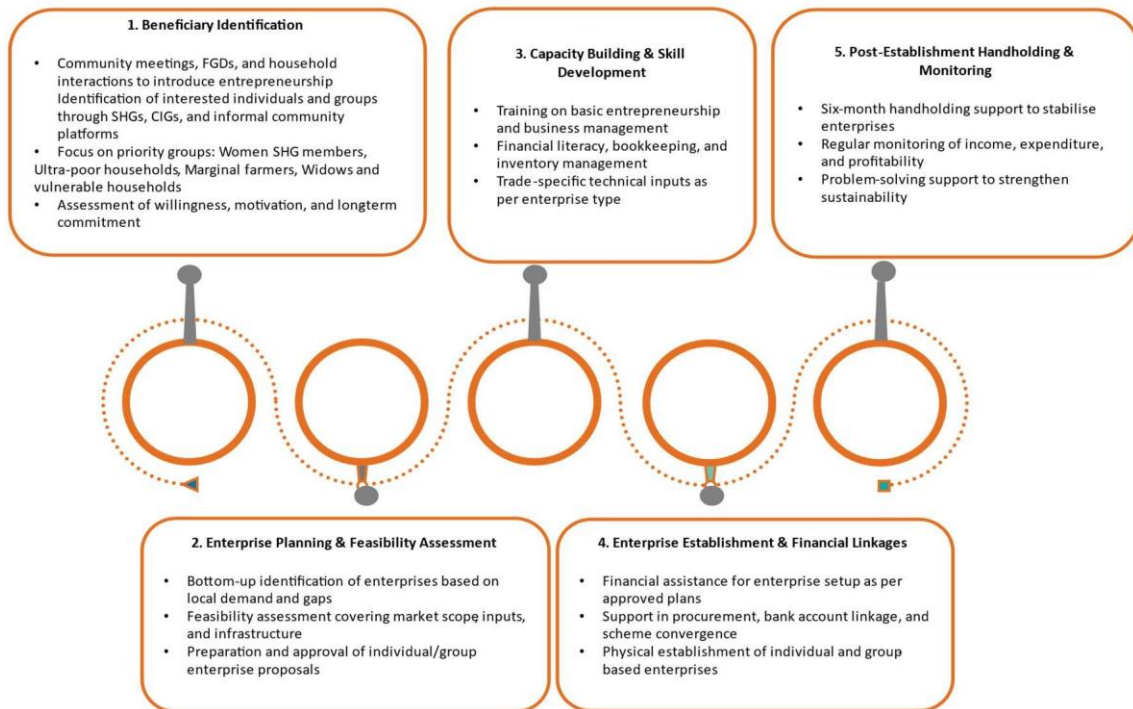 1. Beneficiary Identification
• Community meetings, FGDs, and household
interactions to introduce entrepreneurship
Identification of interested individuals and groups
through SHGs, CIGs, and informal community
platforms
• Focus on priority groups: Women SHG members,
Ultra-poor households, Marginal farmers, Widows and
vulnerable households
• Assessment of willingness, motivation, and longterm
commitment
2. Enterprise Planning & Feasibility Assessment
• Bottom-up identification of enterprises based on
local demand and gaps
• Feasibility assessment covering market scope, inputs,
and infrastructure
• Preparation and approval of individual/group
enterprise proposals
3. Capacity Building & Skill
Development
• Training on basic entrepreneurship
and business management
• Financial literacy, bookkeeping, and
inventory management
• Trade-specific technical inputs as
per enterprise type
4. Enterprise Establishment & Financial Linkages
• Financial assistance for enterprise setup as per
approved plans
• Support in procurement, bank account linkage, and
scheme convergence
• Physical establishment of individual and group-
based enterprises
5. Post-Establishment Handholding &
Monitoring
• Six-month handholding support to stabilise
enterprises
• Regular monitoring of income, expenditure,
and profitability
• Problem-solving support to strengthen
sustainability